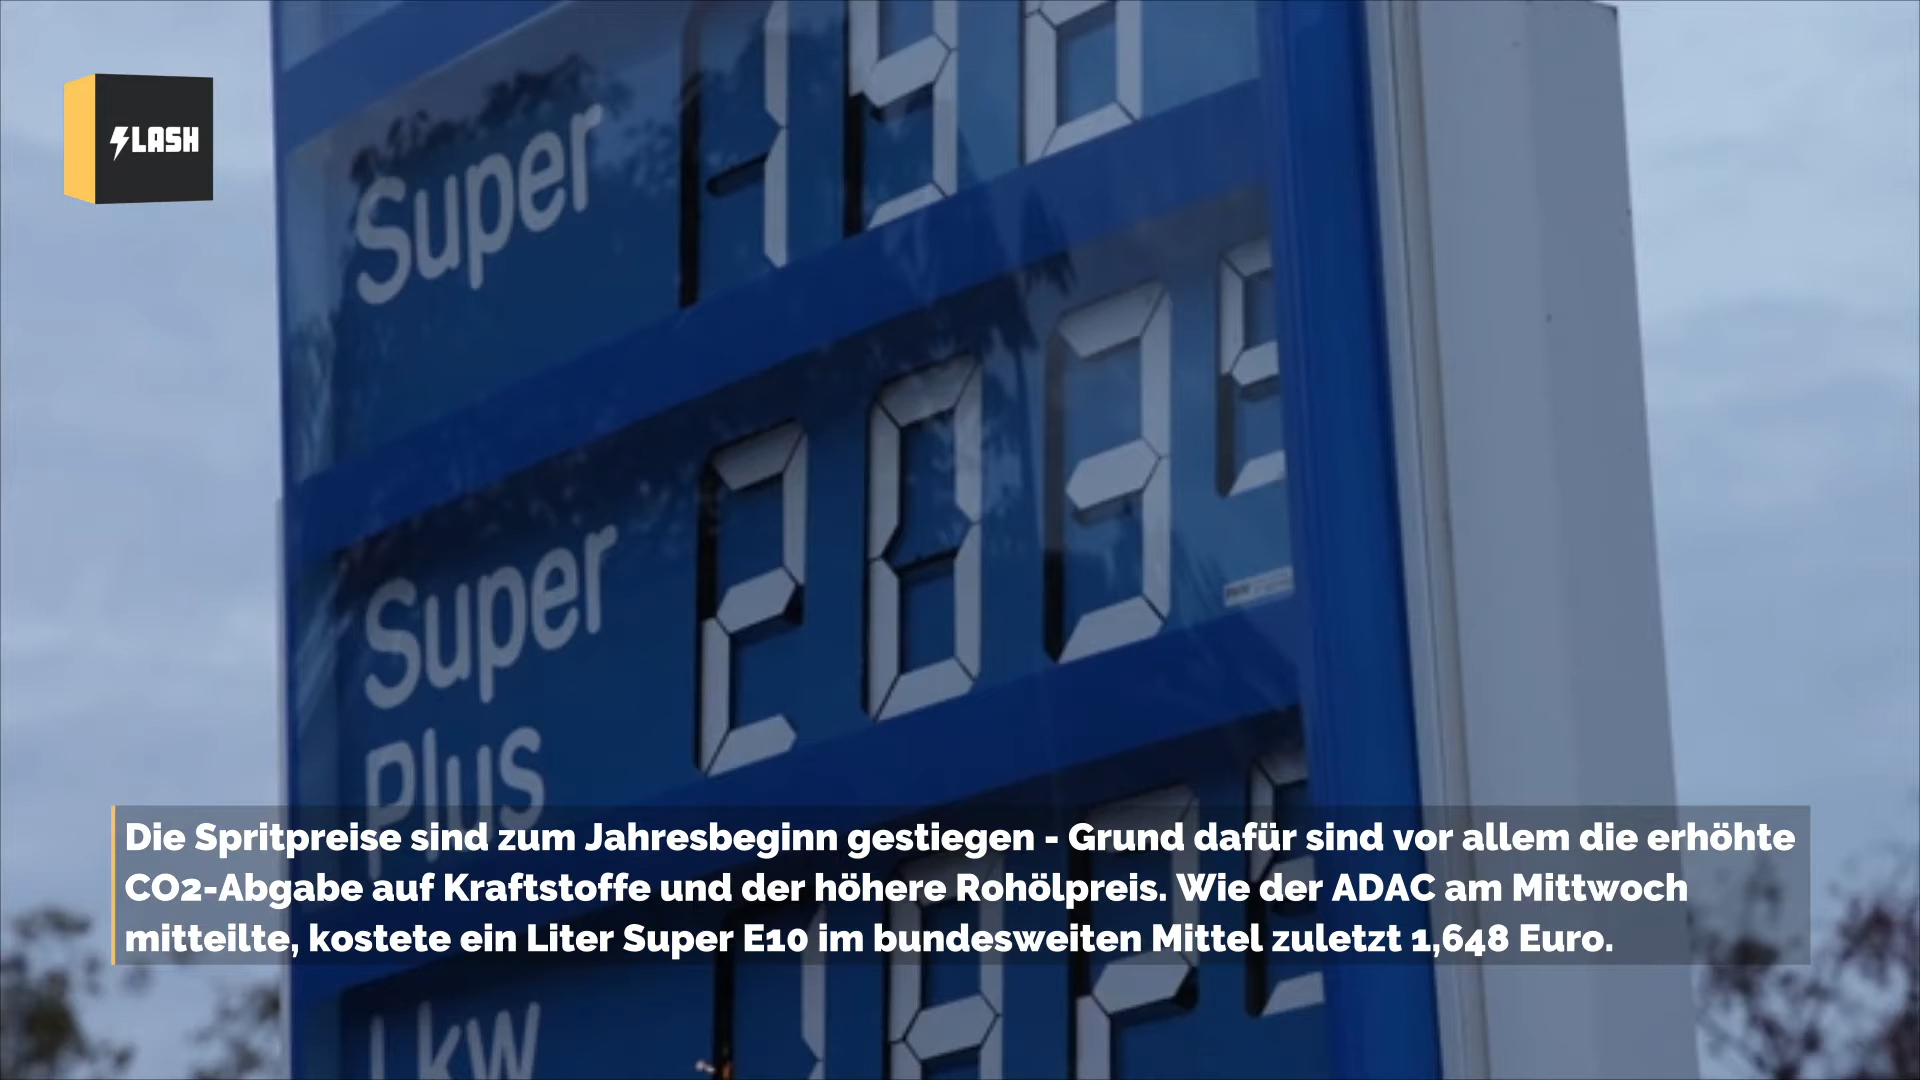 FLASH
Super
Super
Plus
Lkw
Die Spritpreise sind zum Jahresbeginn gestiegen - Grund dafür sind vor allem die erhöhte
CO2-Abgabe auf Kraftstoffe und der höhere Rohölpreis. Wie der ADAC am Mittwoch
mitteilte, kostete ein Liter Super E10 im bundesweiten Mittel zuletzt 1,648 Euro.